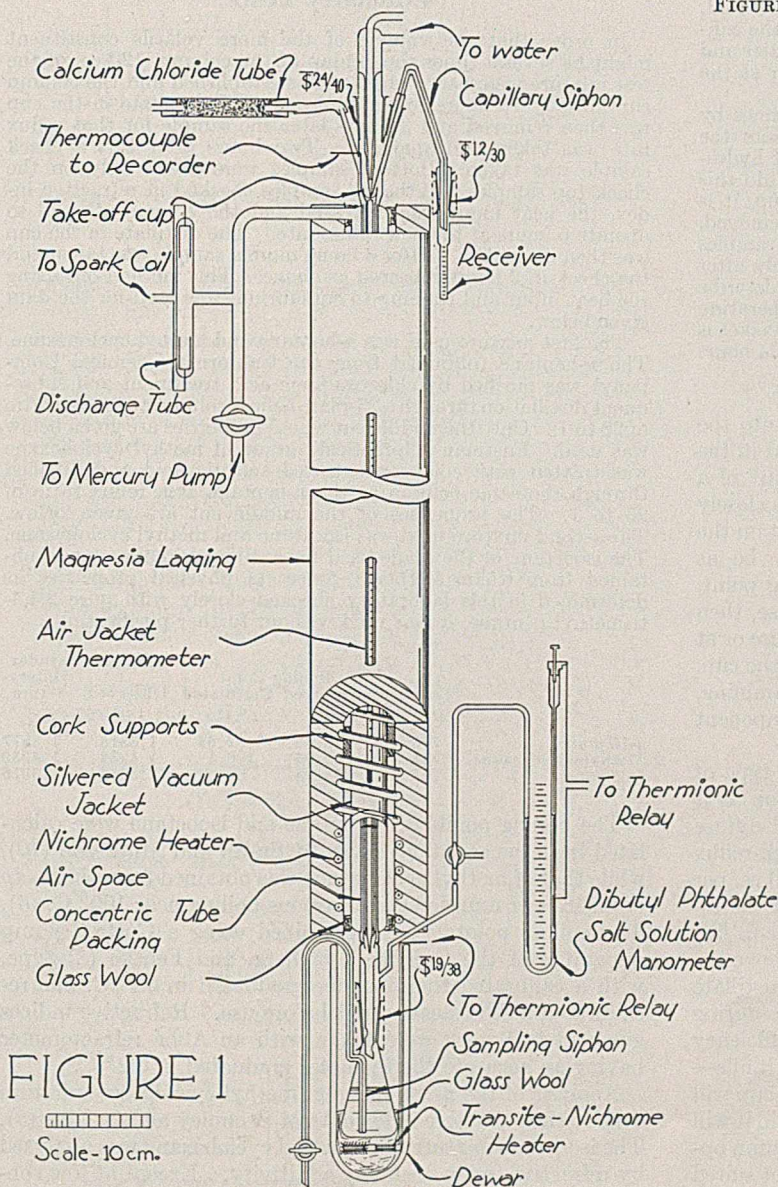 FIGURE
To water
Calcium Chloride Tube
$24/40
Capillary Siphon
Thermocouple
to Recorder
$12/30
Take-off cup
To Spark Coil
Receiver
Discharge Tube
To Mercury Pump
Magnesia Lagging
Air Jacket
Thermometer
Cork Supports
Silvered Vacuum
Jacket
To Thermionic
Relay
Nichrome Heater
Air Space
Concentric Tube
Packing
Dibutyl Phthalate
Salt Solution
Manometer
Glass Wool
$19/38
To Thermionic Relay
Sampling Siphon
Glass Wool
Transite-Nichrome
Heater
Dewar
FIGURE 1
Scale-10cm.